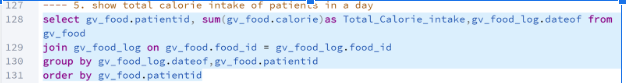 127 ---- 5. show total calorie intake of patients in a day
128 select gv_food.patientid, sum(gv_food.calorie)as Total_Calorie_intake,gv_food_log.dateof from
gv_food
129 join gv_food_log on gv_food.food_id = gv_food_log.food_id
130 group by gv_food_log.dateof,gv_food.patientid
131 order by gv_food.patientid